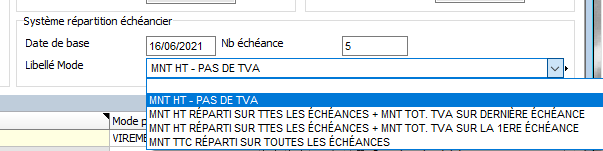 Système répartition échéancier
Date de base 16/06/2021 Nb échéance 5
Libellé Mode MNT HT - PAS DE TVA
MNT HT - PAS DE TVA
MNT HT RÉPARTI SUR TTES LES ÉCHÉANCES + MNT TOT. TVA SUR DERNIÈRE ÉCHÉANCE
Mode p
MNT HT RÉPARTI SUR TTES LES ÉCHÉANCES + MNT TOT. TVA SUR LA 1ERE ÉCHÉANCE
VIREME
MNT TTC RÉPARTI SUR TOUTES LES ÉCHÉANCES